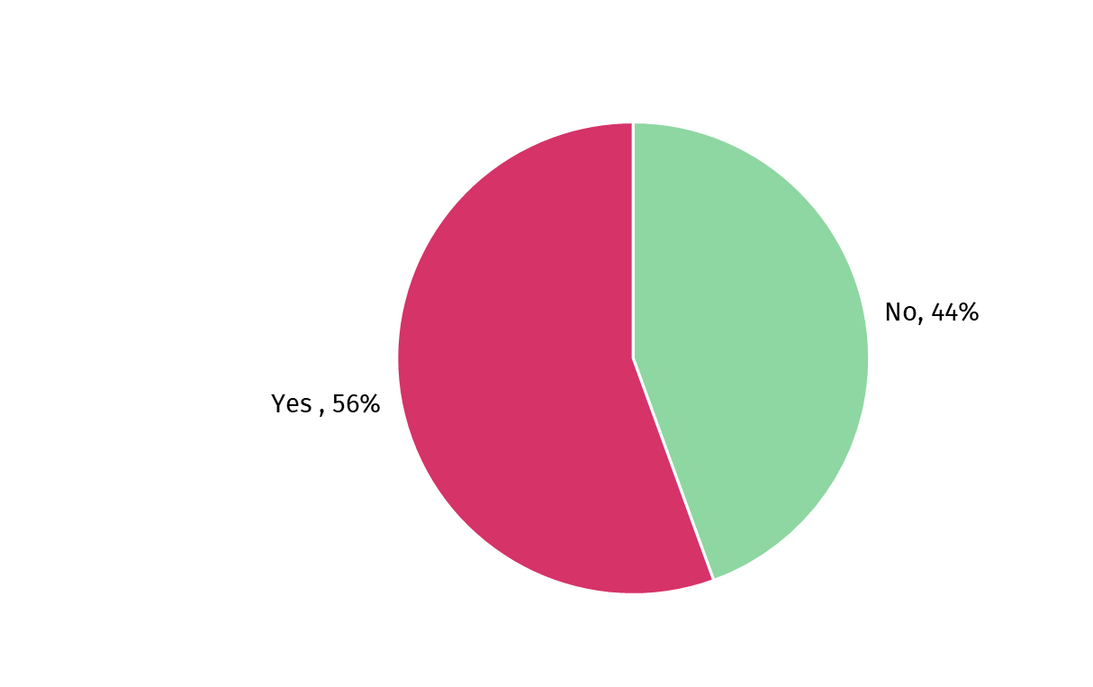 No, 44%
Yes , 56%